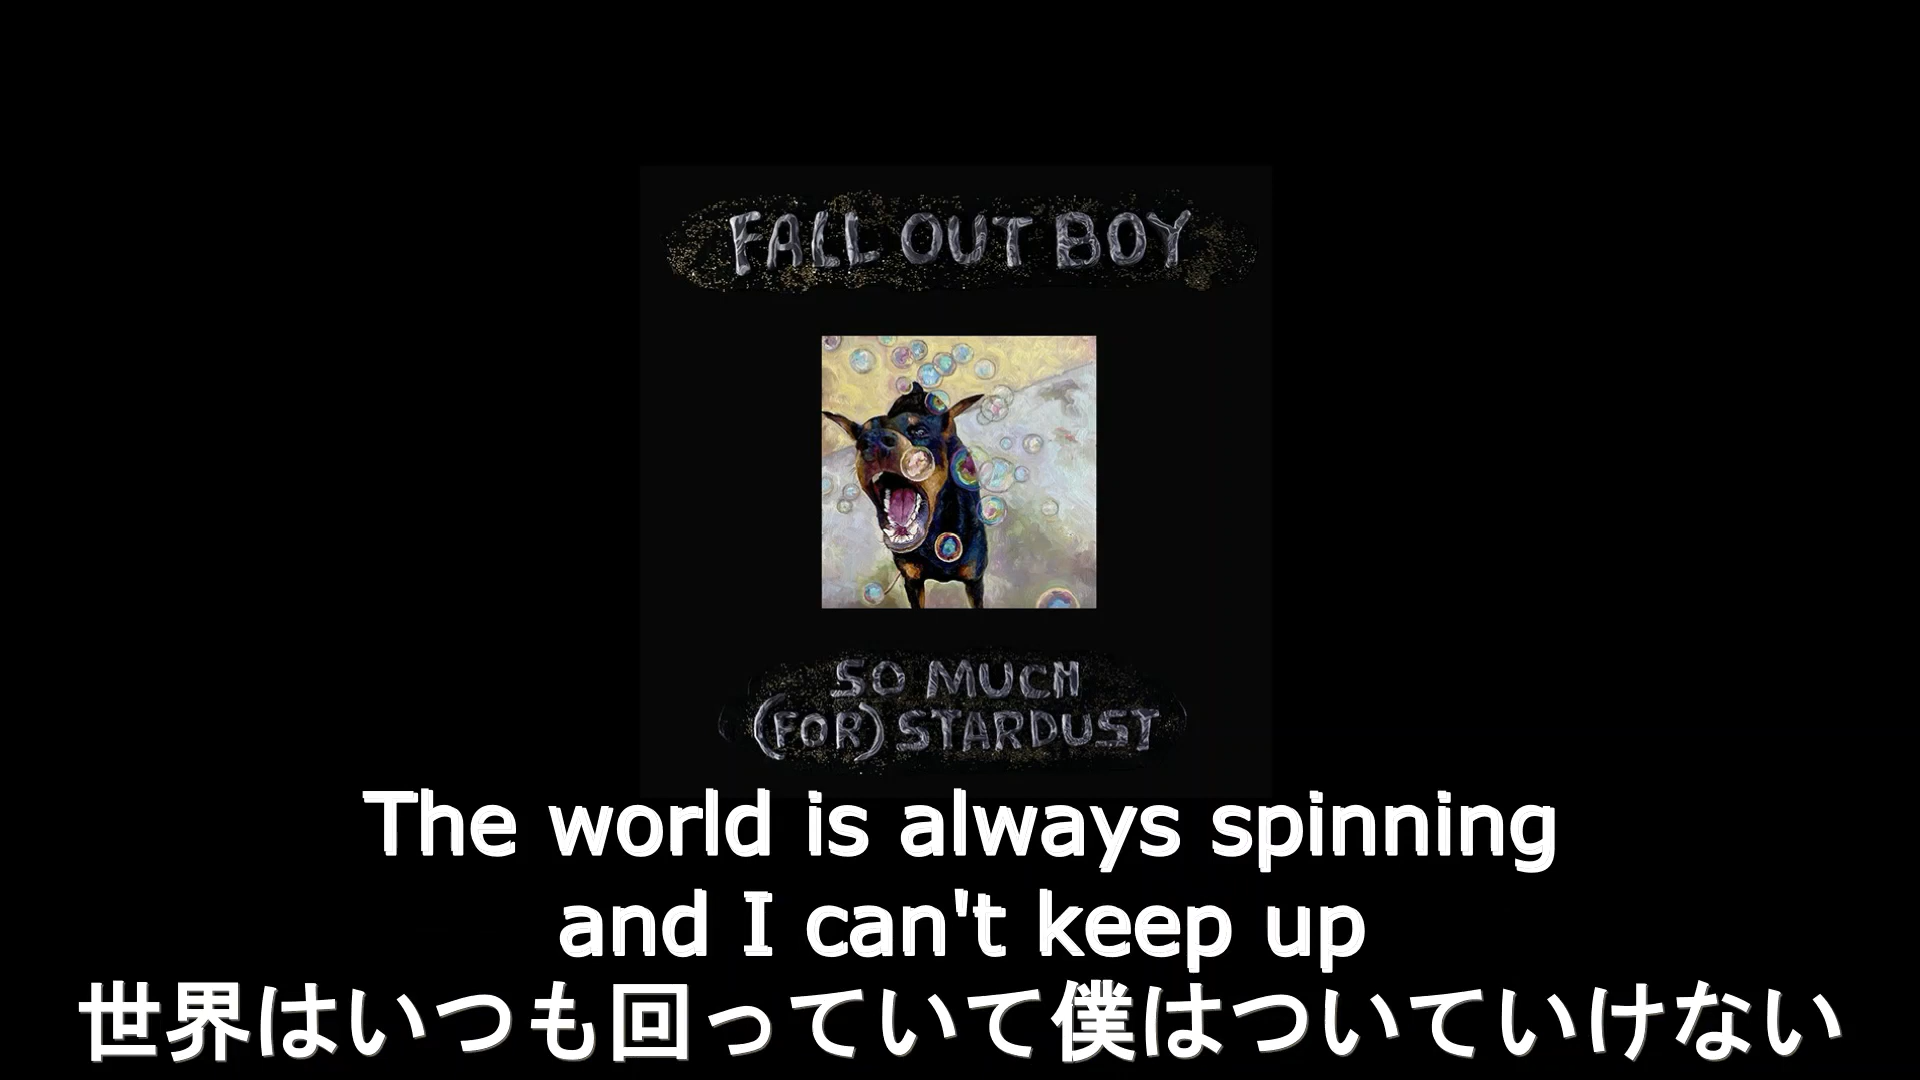 FALL OUT BOY
SO MUCH
(FOR) STARDUST
The world is always spinning
and I can't keep up
世界はいつも回っていて僕はついていけない